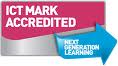 ICT MARK
ACCREDITED
NEXT
GENERATION
LEARNING